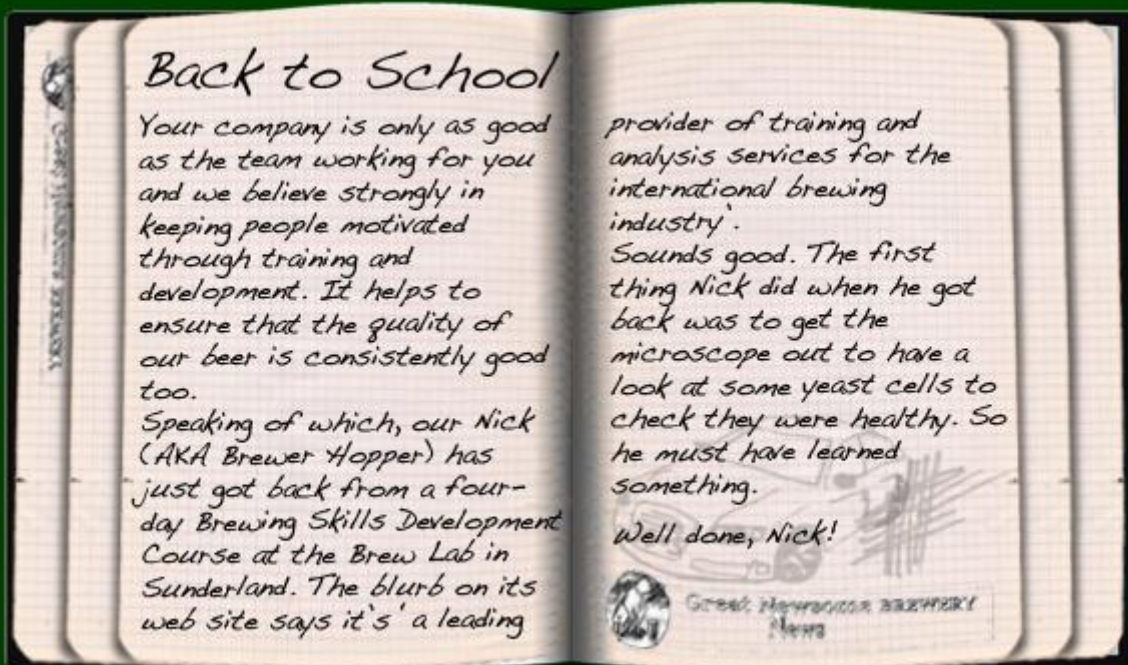 Back to School
Your company is only as good
as the team working for you
and we believe strongly in
keeping people motivated
through training and
development. It helps to
ensure that the quality of
our beer is consistently good
too.
Speaking of which, our Nick
(AKA Brewer Hopper) has
just got back from a four-
day Brewing Skills Development
Course at the Brew Lab in
Sunderland. The blurb on its
web site says it's 'a leading
provider of training and
analysis services for the
international brewing
industry'.
Sounds good. The first
thing Nick did when he got
back was to get the
microscope out to have a
look at some yeast cells to
check they were healthy. So
he must have learned
something.
Well done, Nick!
Great Newsome BREWERY
News